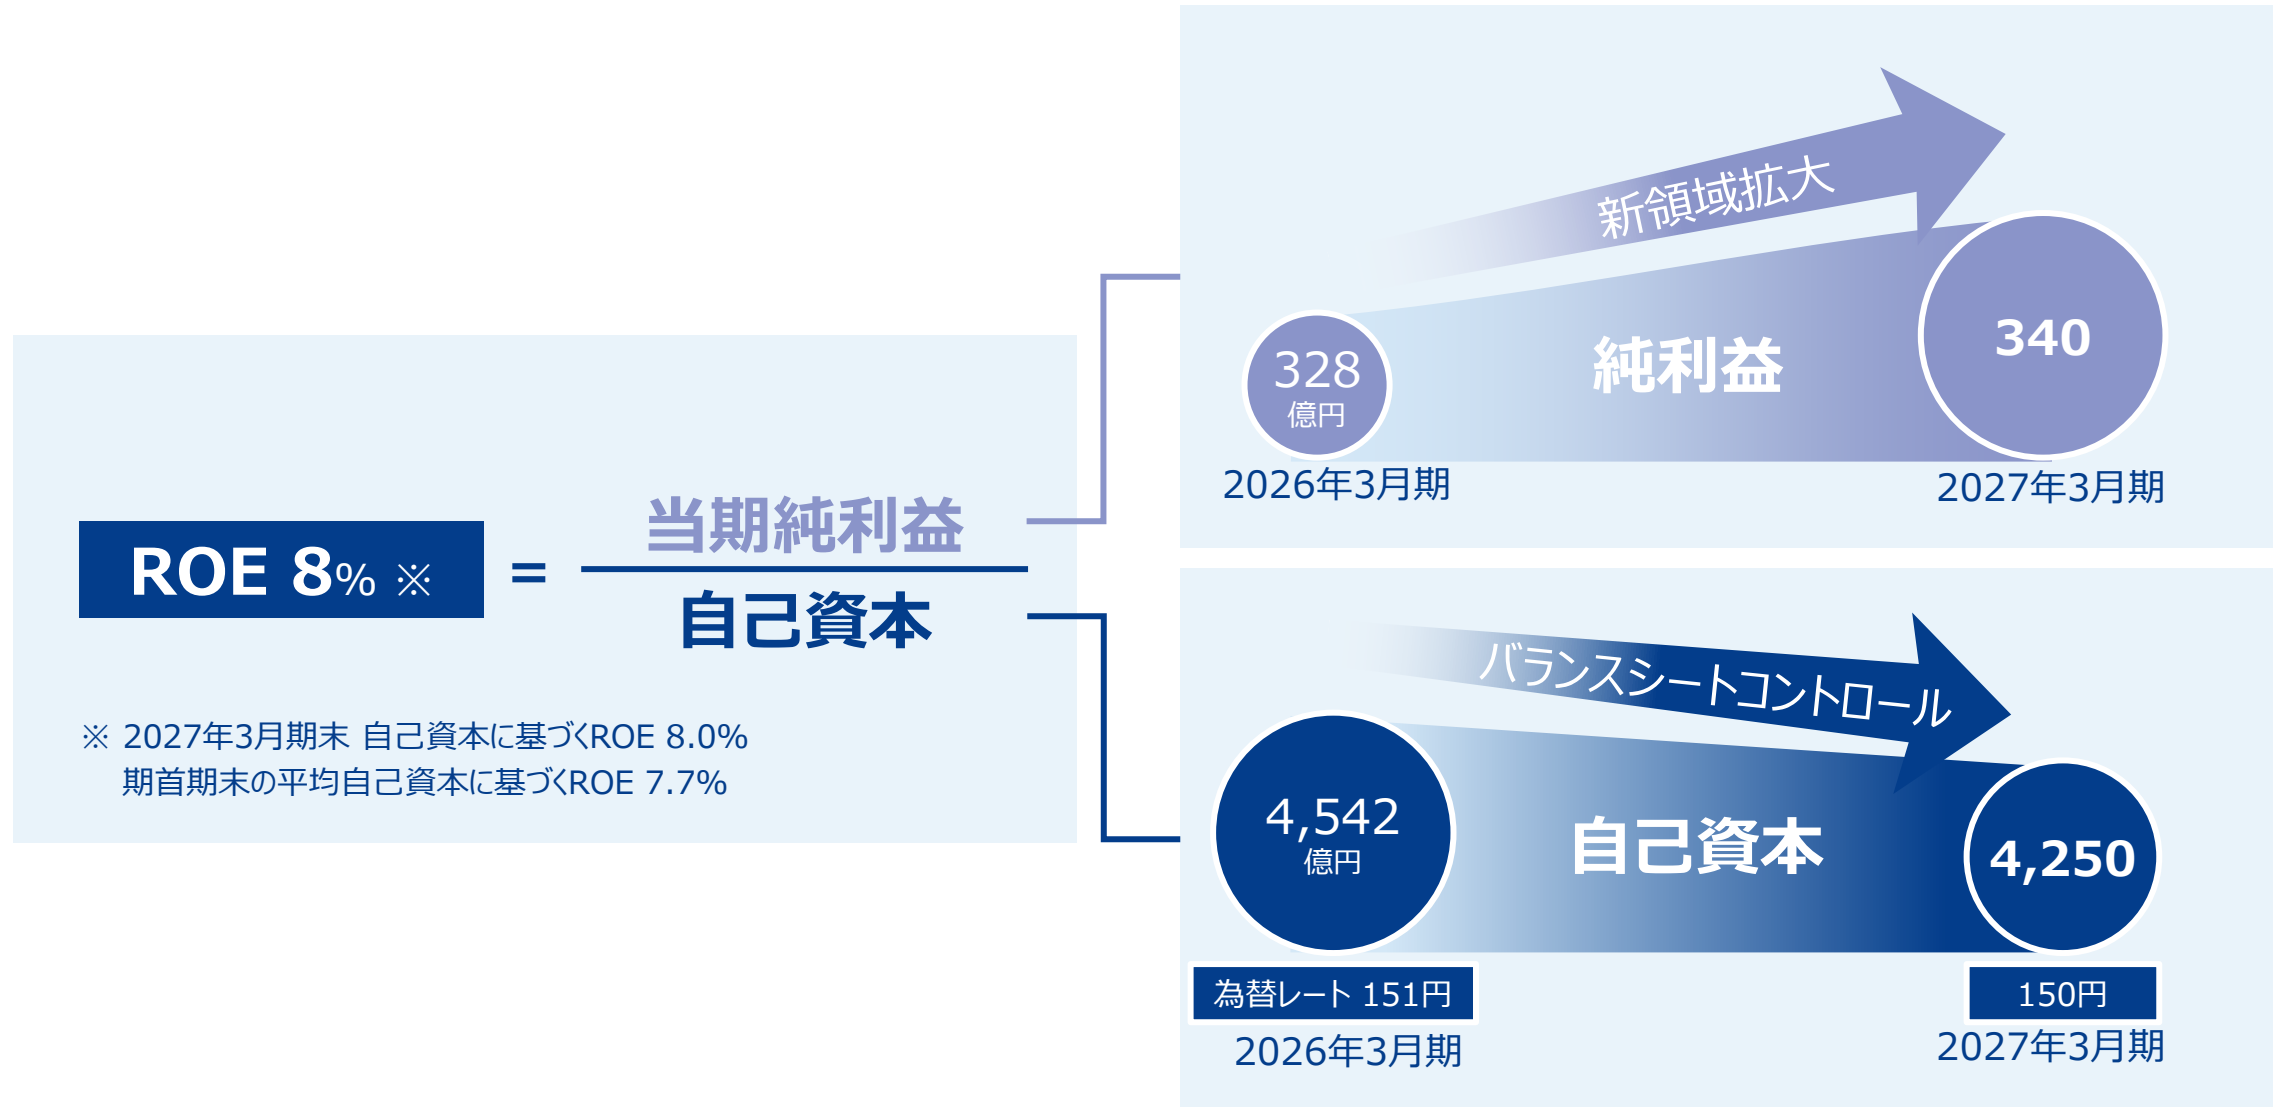 ROE 8% ※
=
当期純利益
自己資本
※ 2027年3月期末 自己資本に基づくROE 8.0%
期首期末の平均自己資本に基づくROE 7.7%
新領域拡大
純利益
328
億円
340
2026年3月期
2027年3月期
バランスシートコントロール
自己資本
4,542
億円
4,250
為替レート 151円
150円
2026年3月期
2027年3月期